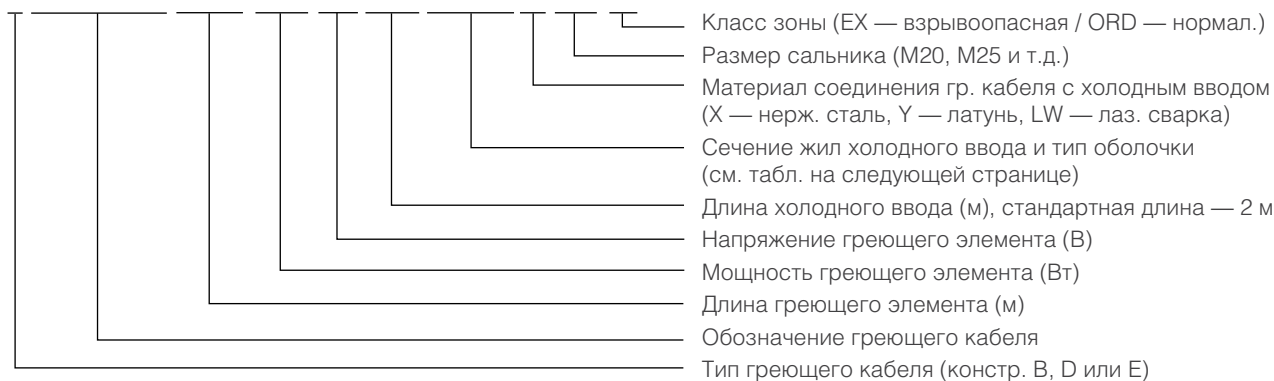 Класс зоны (EX — взрывоопасная / ORD — нормал.)
Размер сальника (M20, M25 и т.д.)
Материал соединения гр. кабеля с холодным вводом
(X — нерж. сталь, Y — латунь, LW — лаз. сварка)
Сечение жил холодного ввода и тип оболочки
(см. табл. на следующей странице)
Длина холодного ввода (м), стандартная длина — 2 м
Напряжение греющего элемента (В)
Мощность греющего элемента (Вт)
Длина греющего элемента (м)
Обозначение греющего кабеля
Тип греющего кабеля (констр. B, D или E)